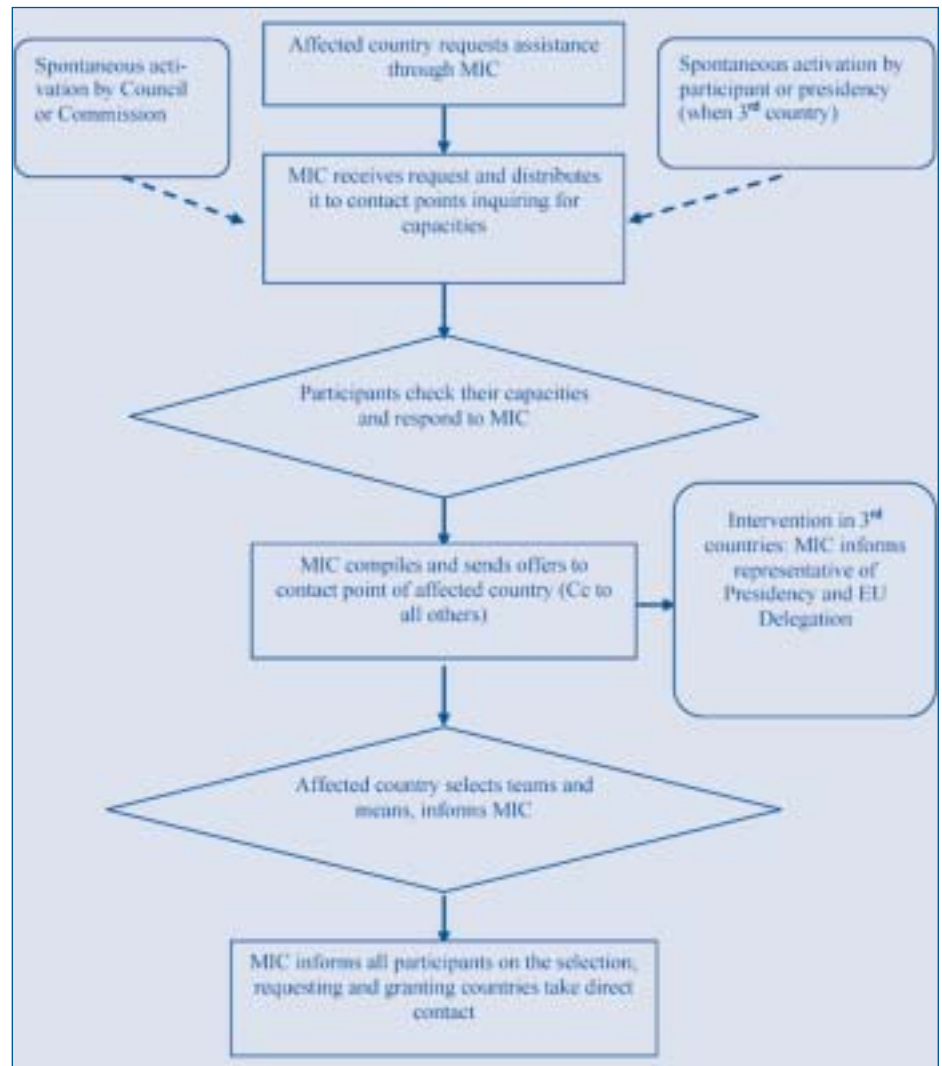 Affected country requests assistance
through MIC
Spontaneous acti-
vation by Council
or Commission
Spontaneous activation by
participant or presidency
(when 3rd country)
MIC receives request and distributes
it to contact points inquiring for
capacities
Participants check their capacities
and respond to MIC
MIC compiles and sends offers to
contact point of affected country (Cc to
all others)
Intervention in 3rd
countries: MIC informs
representative of
Presidency and EU
Delegation
Affected country selects teams and
means, informs MIC
MIC informs all participants on the selection,
requesting and granting countries take direct
contact